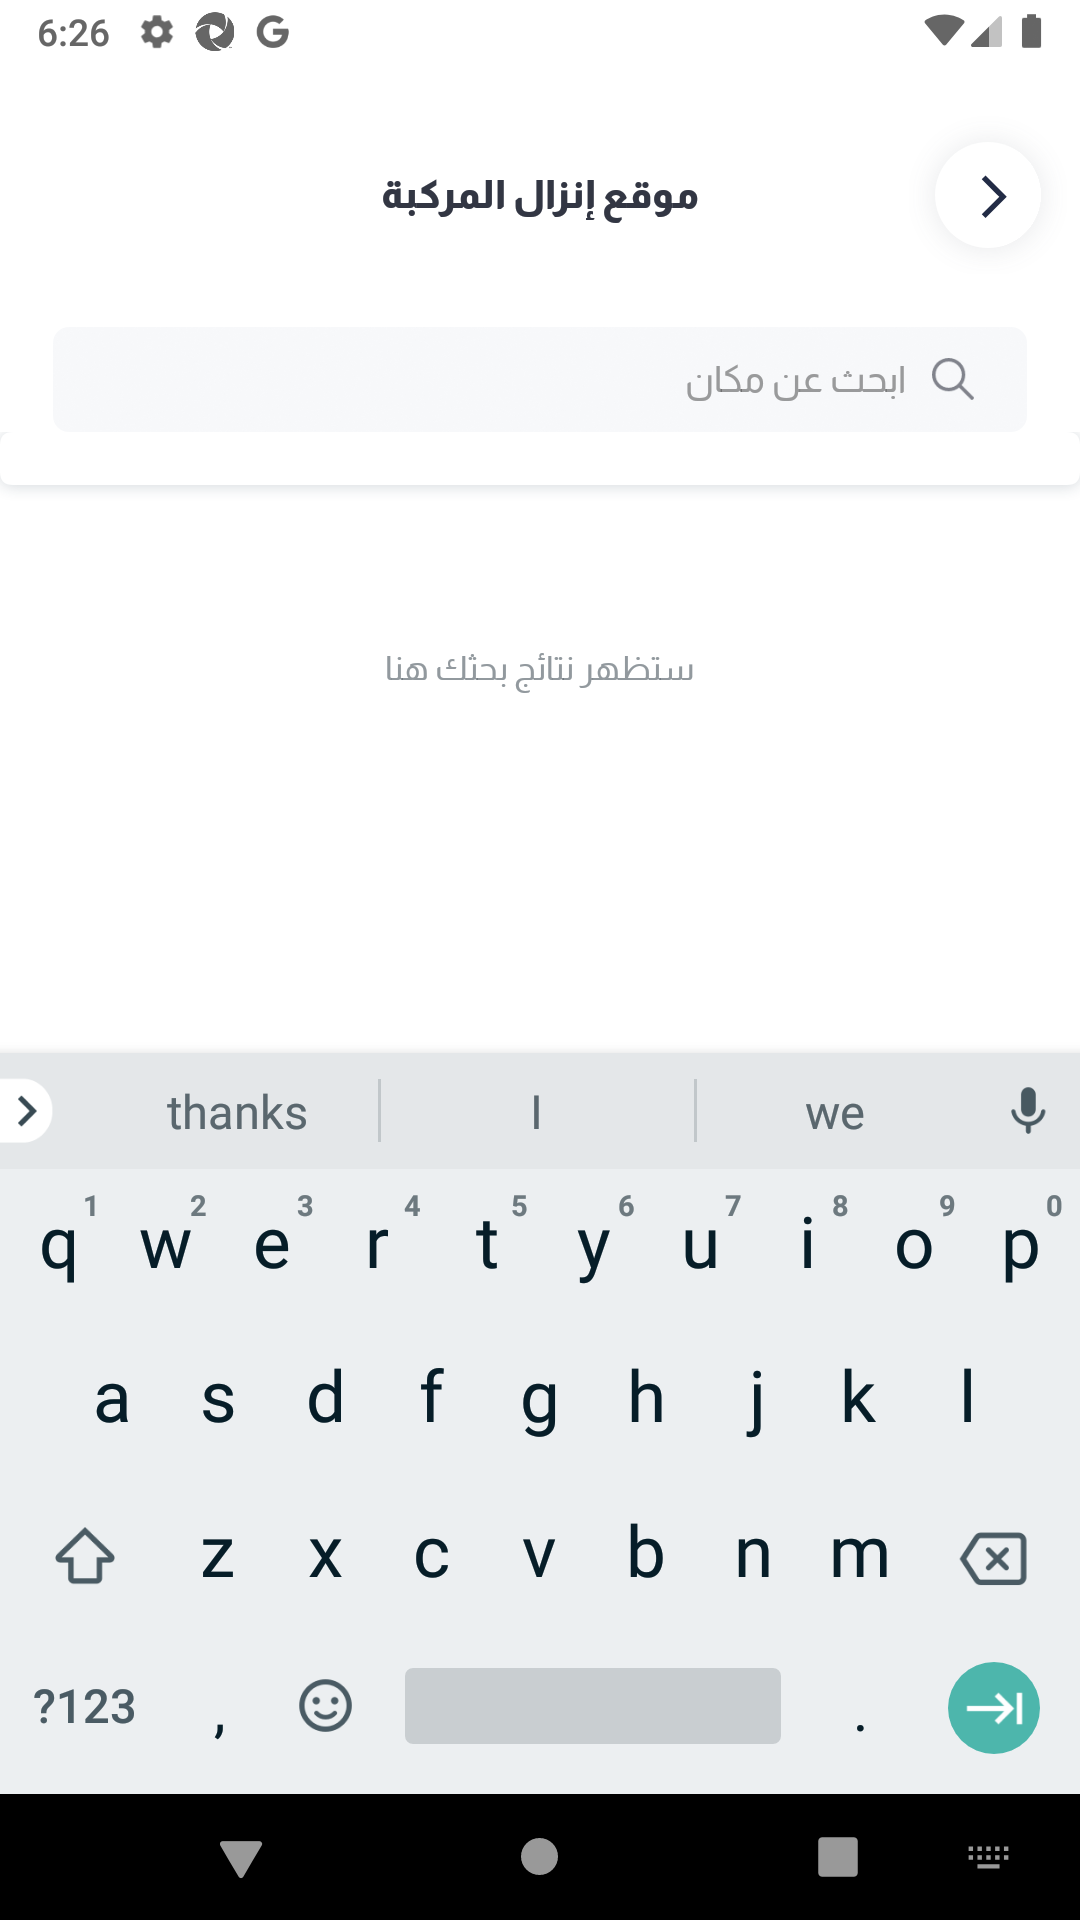 6:26
موقع إنزال المركبة
ابحث عن مكان
ستظهر نتائج بحثك هنا
thanks I we
1 2 3 4 5 6 7 8 9 0
q w e r t y u i o p
a s d f g h j k l
z x c v b n m
?123 , .